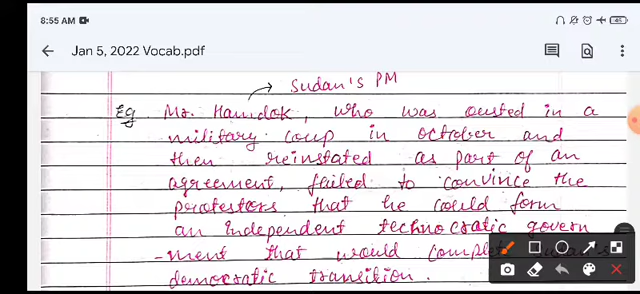 8:55 AM
45
Jan 5, 2022 Vocab.pdf
Sudan's PM
Eg Mr. Hamdok, who was ousted in a
military coup in october and
then reinstated as part of an
agreement, failed to convince the
protestors that he could form
an independent technocratic govern
-ment that would complet
democratic transition.